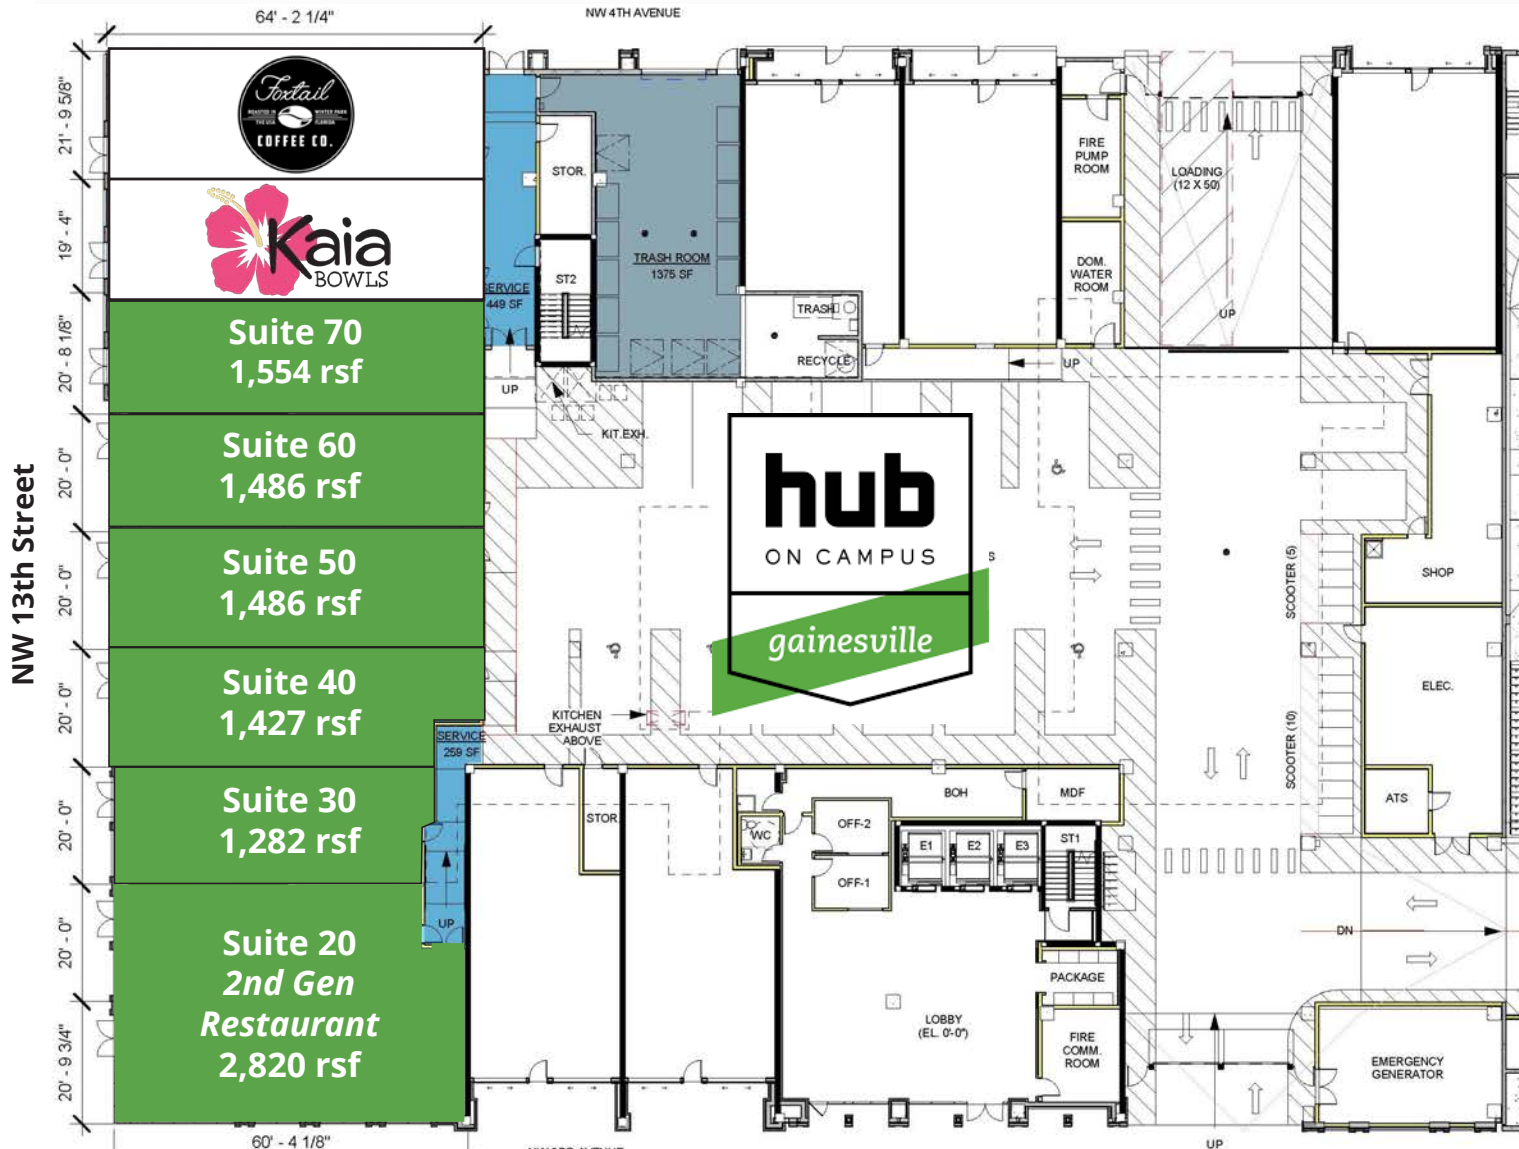 64' - 2 1/4"
NW 4TH AVENUE
21' - 9 5/8"
19' - 4"
20' - 8 1/8"
20' - 0"
20' - 0"
20' - 0"
20' - 0"
20' - 0"
20' - 9 3/4"
60' - 4 1/8"
NW 13th Street
Foxtail
ROASTED IN THE USA
WINTER PARK FLORIDA
COFFEE CO.
Kaia
BOWLS
Suite 70
1,554 rsf
Suite 60
1,486 rsf
Suite 50
1,486 rsf
Suite 40
1,427 rsf
Suite 30
1,282 rsf
Suite 20
2nd Gen
Restaurant
2,820 rsf
SERVICE
449 SF
UP
STOR.
ST2
TRASH ROOM
1375 SF
TRASH
RECYCLE
KIT.EXH.
UP
FIRE
PUMP
ROOM
DOM.
WATER
ROOM
LOADING
(12 X 50)
UP
hub
ON CAMPUS
gainesville
S
SCOOTER (5)
SCOOTER (10)
SHOP
ELEC.
ATS
KITCHEN
EXHAUST
ABOVE
SERVICE
259 SF
UP
STOR
WC
BOH
MDF
OFF-2
OFF-1
E1
E2
E3
ST1
PACKAGE
LOBBY
(EL. 0'-0")
FIRE
COMM.
ROOM
DN
EMERGENCY
GENERATOR
UP